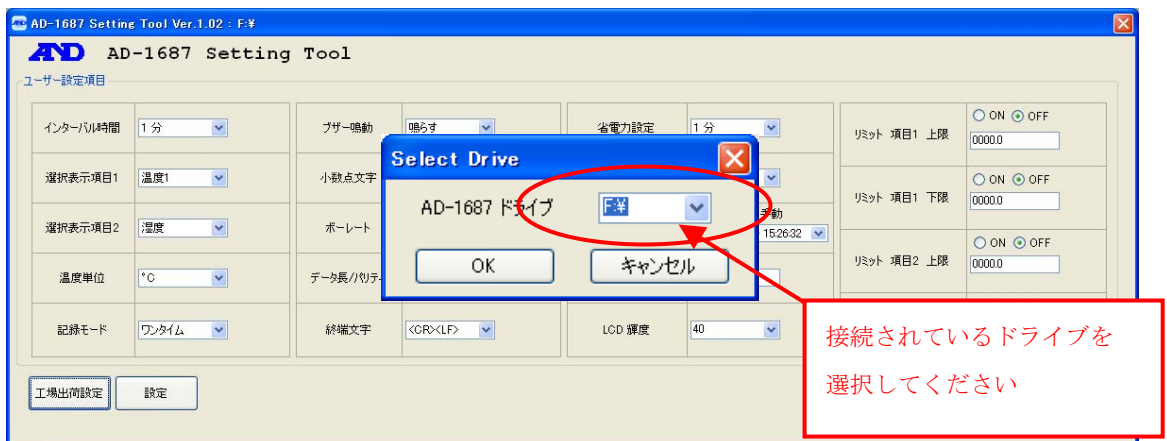 AD-1687 Setting Tool Ver.1.02 : F:¥
AND AD-1687 Setting Tool
ユーザー設定項目
インターバル時間 1 分
ブザー鳴動 鳴らす
省電力設定 1 分
リミット 項目1 上限 ON OFF
0000.0
選択表示項目1 温度1
小数点文字
リミット 項目1 下限 ON OFF
0000.0
選択表示項目2 湿度
ボーレート
手動
15:26:32
リミット 項目2 上限 ON OFF
0000.0
温度単位 °C
データ長/パリテ
記録モード ワンタイム
終端文字 <CR><LF>
LCD 輝度 40
工場出荷設定 設定
Select Drive
AD-1687 ドライブ F:¥
OK キャンセル
接続されているドライブを
選択してください